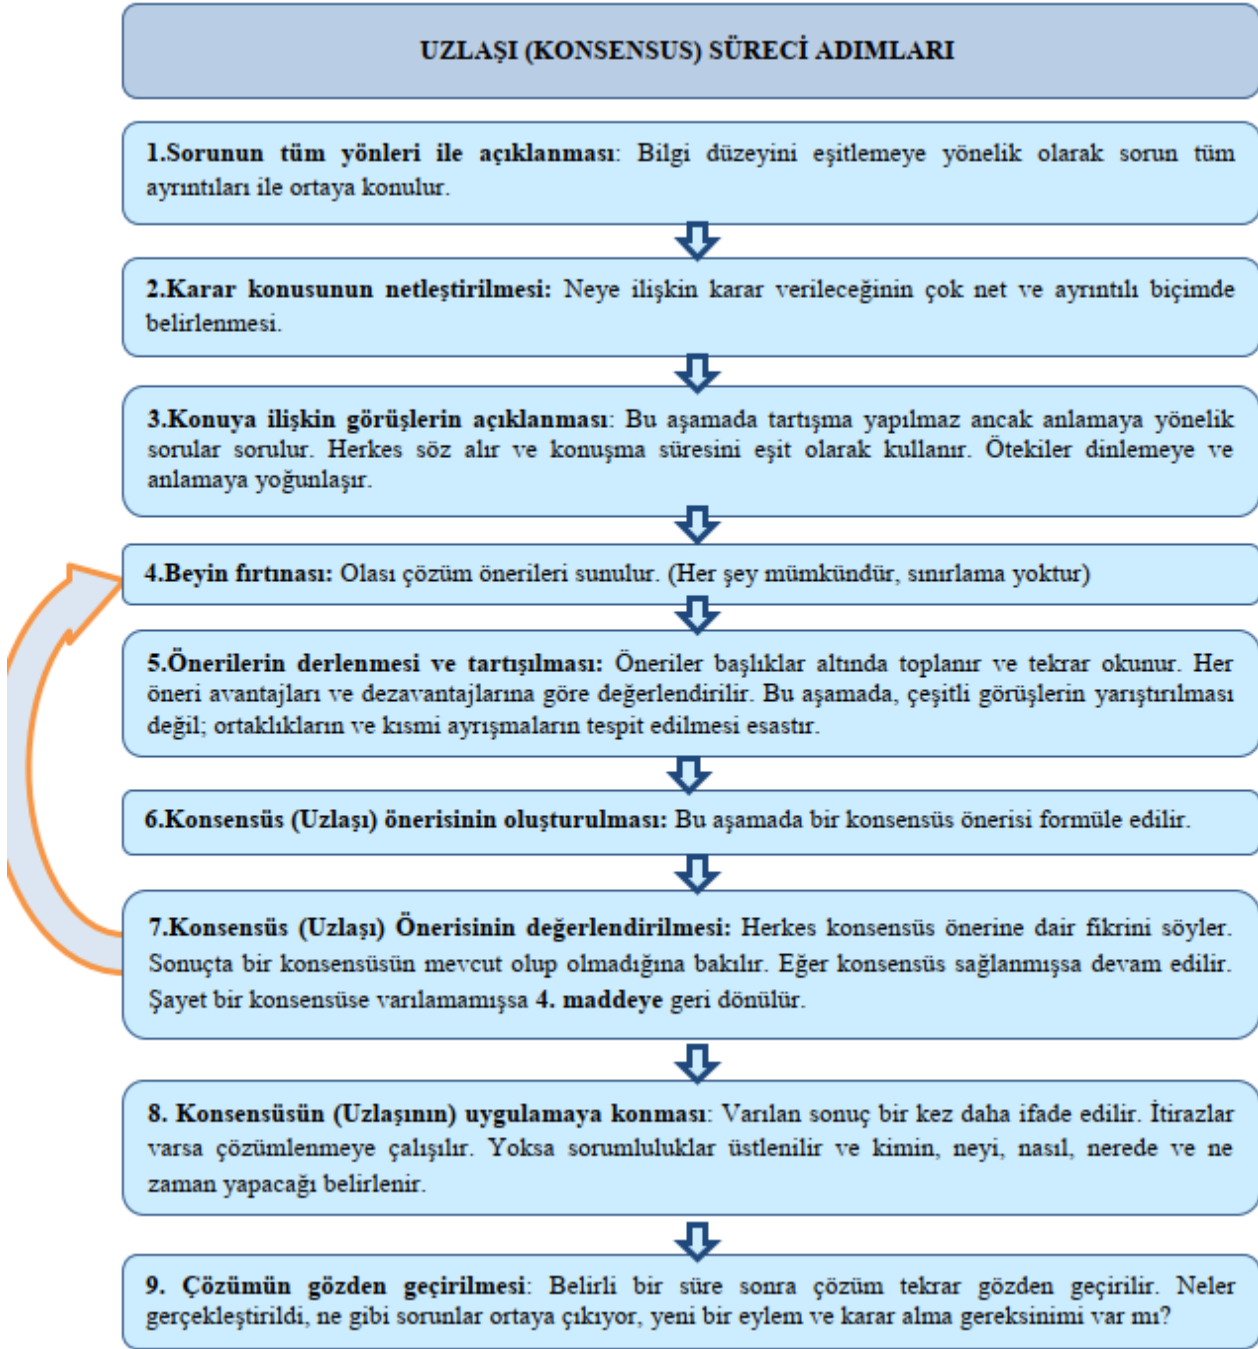 UZLAŞI (KONSENSUS) SÜRECİ ADIMLARI
1.Sorunun tüm yönleri ile açıklanması: Bilgi düzeyini eşitlemeye yönelik olarak sorun tüm
ayrıntıları ile ortaya konulur.
2.Karar konusunun netleştirilmesi: Neye ilişkin karar verileceğinin çok net ve ayrıntılı biçimde
belirlenmesi.
3.Konuya ilişkin görüşlerin açıklanması: Bu aşamada tartışma yapılmaz ancak anlamaya yönelik
sorular sorulur. Herkes söz alır ve konuşma süresini eşit olarak kullanır. Ötekiler dinlemeye ve
anlamaya yoğunlaşır.
4.Beyin fırtınası: Olası çözüm önerileri sunulur. (Her şey mümkündür, sınırlama yoktur)
5.Önerilerin derlenmesi ve tartışılması: Öneriler başlıklar altında toplanır ve tekrar okunur. Her
öneri avantajları ve dezavantajlarına göre değerlendirilir. Bu aşamada, çeşitli görüşlerin yarıştırılması
değil; ortaklıkların ve kısmi ayrışmaların tespit edilmesi esastır.
6.Konsensüs (Uzlaşı) önerisinin oluşturulması: Bu aşamada bir konsensüs önerisi formüle edilir.
7.Konsensüs (Uzlaşı) Önerisinin değerlendirilmesi: Herkes konsensüs önerine dair fikrini söyler.
Sonuçta bir konsensüsün mevcut olup olmadığına bakılır. Eğer konsensüs sağlanmışsa devam edilir.
Şayet bir konsensüse varılamamışsa 4. maddeye geri dönülür.
8. Konsensüsün (Uzlaşının) uygulamaya konması: Varılan sonuç bir kez daha ifade edilir. İtirazlar
varsa çözümlenmeye çalışılır. Yoksa sorumluluklar üstlenilir ve kimin, neyi, nasıl, nerede ve ne
zaman yapacağı belirlenir.
9. Çözümün gözden geçirilmesi: Belirli bir süre sonra çözüm tekrar gözden geçirilir. Neler
gerçekleştirildi, ne gibi sorunlar ortaya çıkıyor, yeni bir eylem ve karar alma gereksinimi var mı?